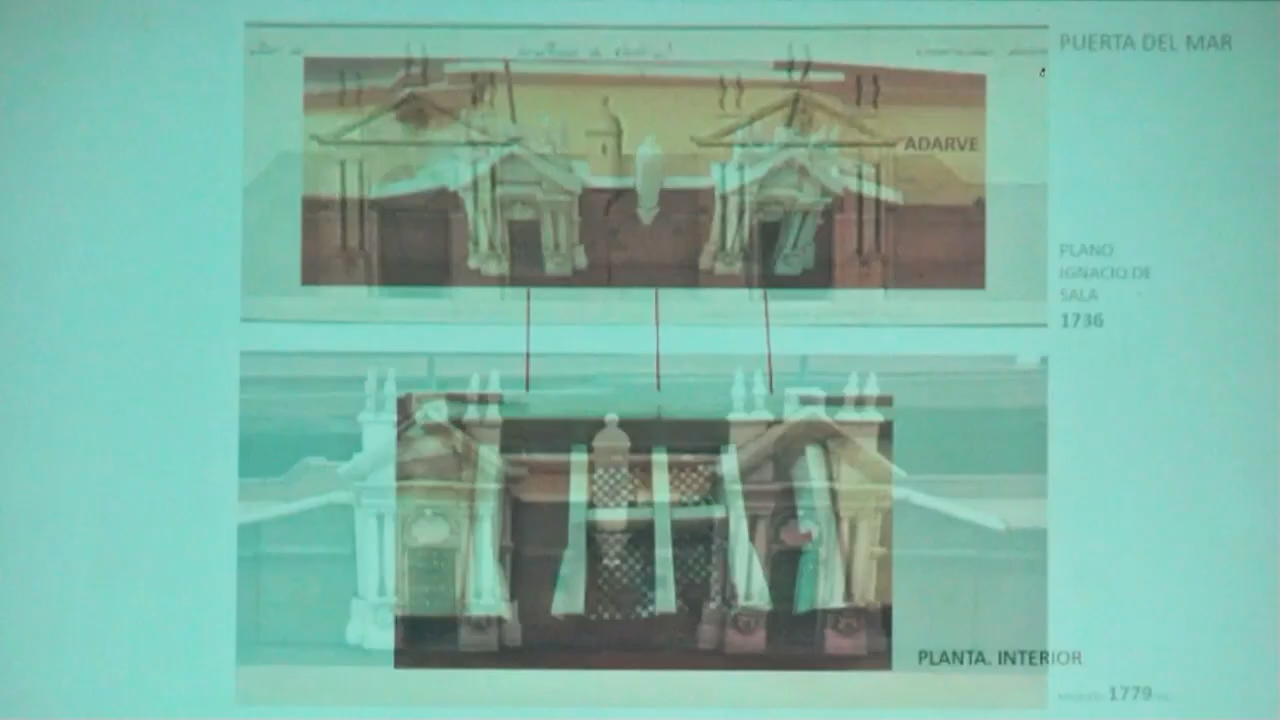 PUERTA DEL MAR
ADARVE
PLANO
IGNACIO DE
SALA
1736
PLANTA. INTERIOR
1779